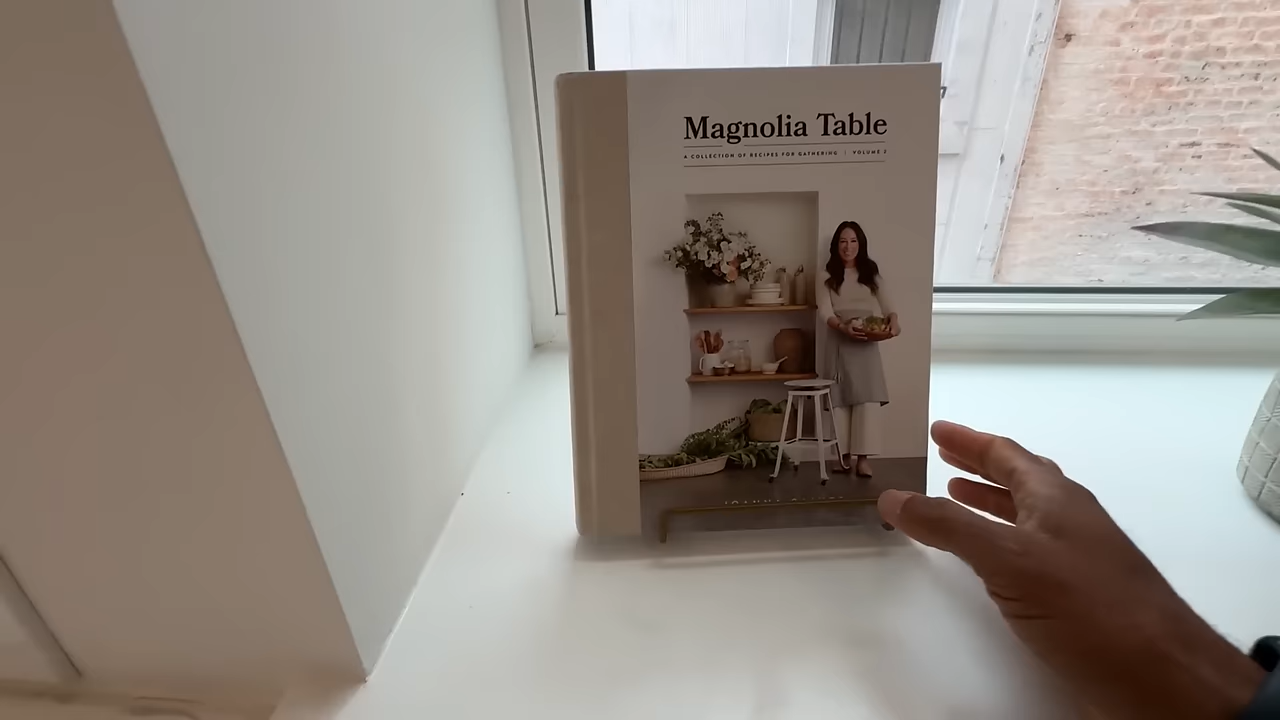 Magnolia Table
A COLLECTION OF RECIPES FOR GATHERING | VOLUME 2